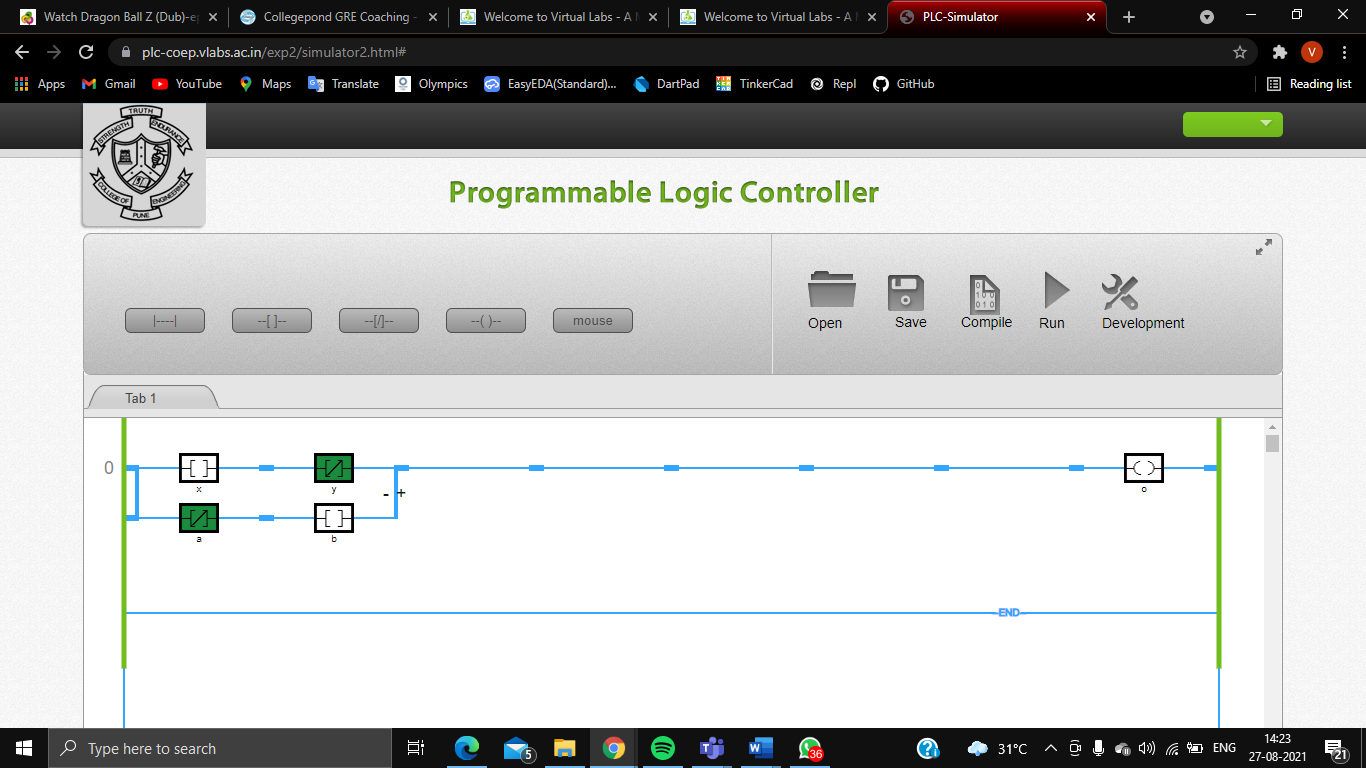 Watch Dragon Ball Z (Dub)-ep
Collegepond GRE Coaching -
Welcome to Virtual Labs - A M
Welcome to Virtual Labs - A M
PLC-Simulator
plc-coep.vlabs.ac.in/exp2/simulator2.html#
V
Apps
Gmail
YouTube
Maps
Translate
Olympics
EasyEDA(Standard)...
DartPad
TinkerCad
Repl
GitHub
Reading list
TRUTH
STRENGTH
ENDURANCE
COLLEGE OF
ENGINEERING
PUNE
Programmable Logic Controller
|----|
--[ ]--
--[/]--
--( )--
mouse
Open
Save
Compile
Run
Development
Tab 1
0
x
y
o
- +
a
b
--END--
Type here to search
5
36
31°C
ENG
14:23
27-08-2021
21